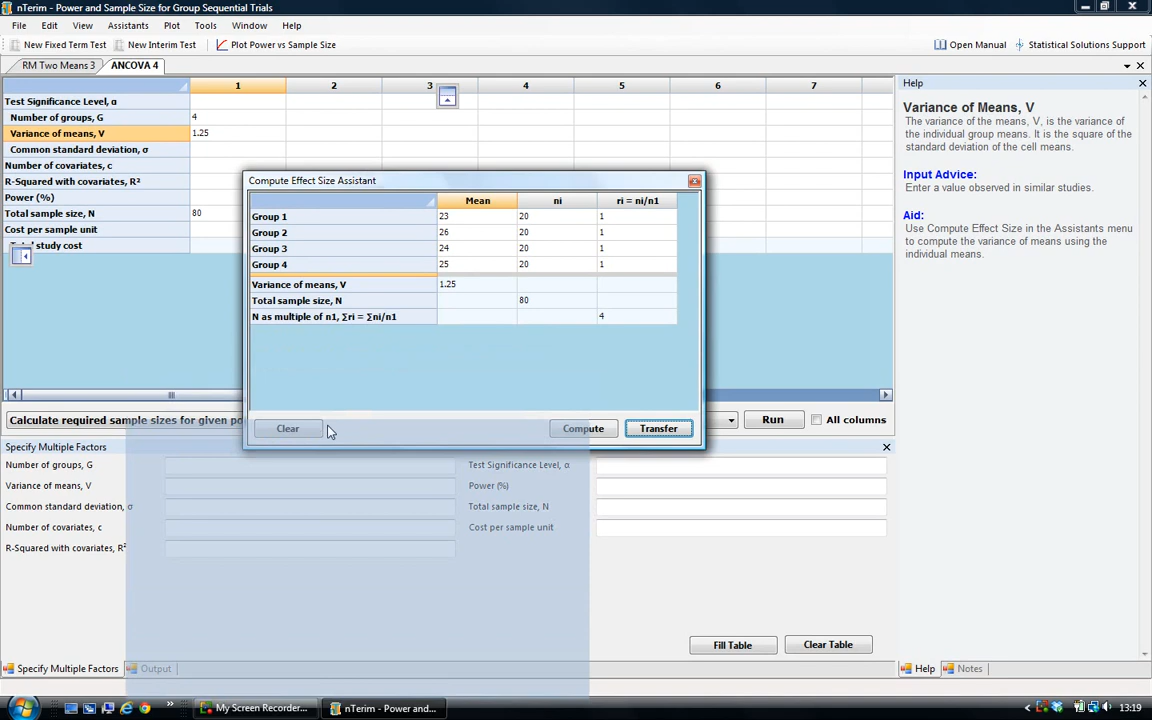 nTerim - Power and Sample Size for Group Sequential Trials
File Edit View Assistants Plot Tools Window Help
New Fixed Term Test New Interim Test Plot Power vs Sample Size Open Manual Statistical Solutions Support
RM Two Means 3 ANCOVA 4
1 2 3 4 5 6 7
Test Significance Level, α
Number of groups, G 4
Variance of means, V 1.25
Common standard deviation, σ
Number of covariates, c
R-Squared with covariates, R²
Power (%)
Total sample size, N 80
Cost per sample unit
Total study cost
Compute Effect Size Assistant
Mean ni ri = ni/n1
Group 1 23 20 1
Group 2 26 20 1
Group 3 24 20 1
Group 4 25 20 1
Variance of means, V 1.25
Total sample size, N 80
N as multiple of n1, ∑ri = ∑ni/n1 4
Clear Compute Transfer
Calculate required sample sizes for given po
Run All columns
Specify Multiple Factors
Number of groups, G
Variance of means, V
Common standard deviation, σ
Number of covariates, c
R-Squared with covariates, R²
Test Significance Level, α
Power (%)
Total sample size, N
Cost per sample unit
Fill Table Clear Table
Specify Multiple Factors Output
Help
Variance of Means, V
The variance of the means, V, is the variance of
the individual group means. It is the square of the
standard deviation of the cell means.
Input Advice:
Enter a value observed in similar studies.
Aid:
Use Compute Effect Size in the Assistants menu
to compute the variance of means using the
individual means.
Help Notes
My Screen Recorder... nTerim - Power and... 13:19